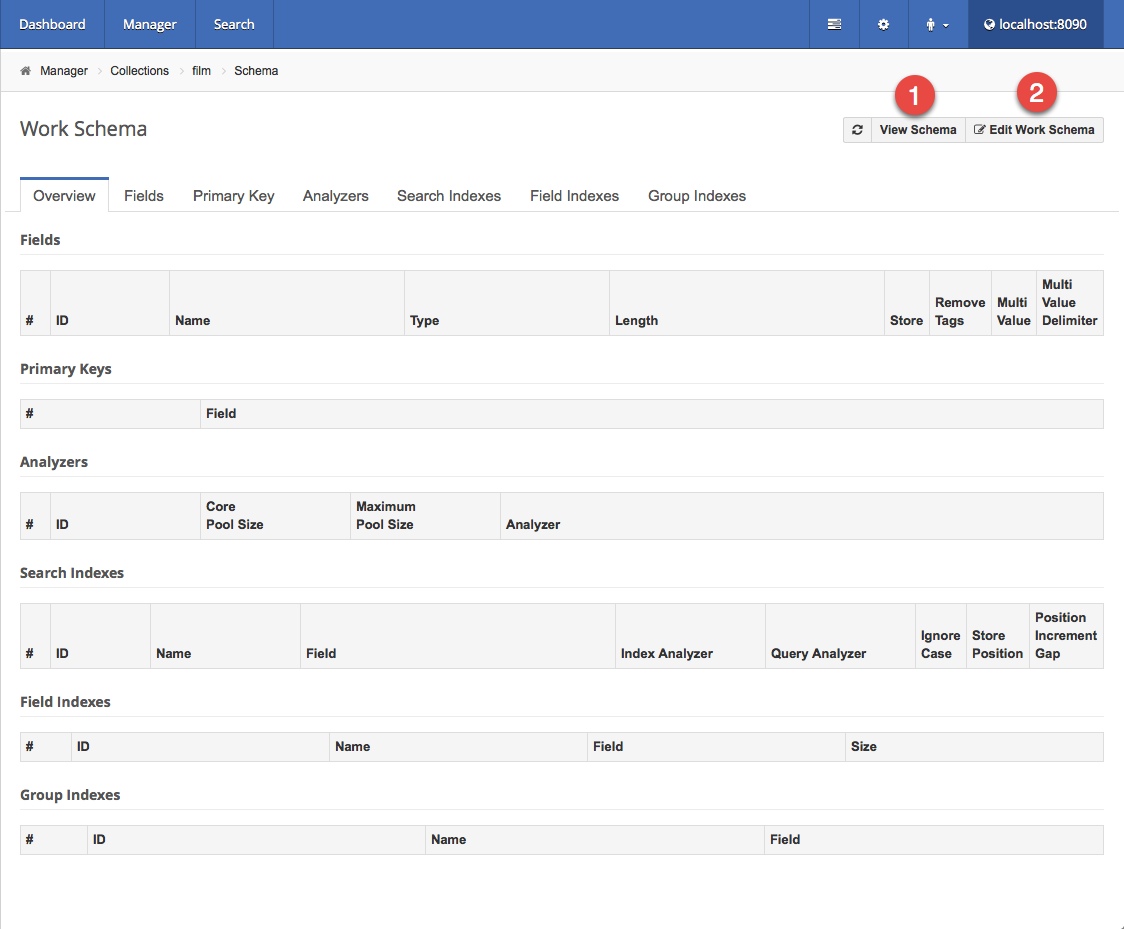 Dashboard Manager Search localhost:8090
Manager Collections film Schema
1 2
Work Schema View Schema Edit Work Schema
Overview Fields Primary Key Analyzers Search Indexes Field Indexes Group Indexes
Fields
# ID Name Type Length Store Remove Tags Multi Value Multi Value Delimiter
Primary Keys
# Field
Analyzers
# ID Core Pool Size Maximum Pool Size Analyzer
Search Indexes
# ID Name Field Index Analyzer Query Analyzer Ignore Case Store Position Position Increment Gap
Field Indexes
# ID Name Field Size
Group Indexes
# ID Name Field